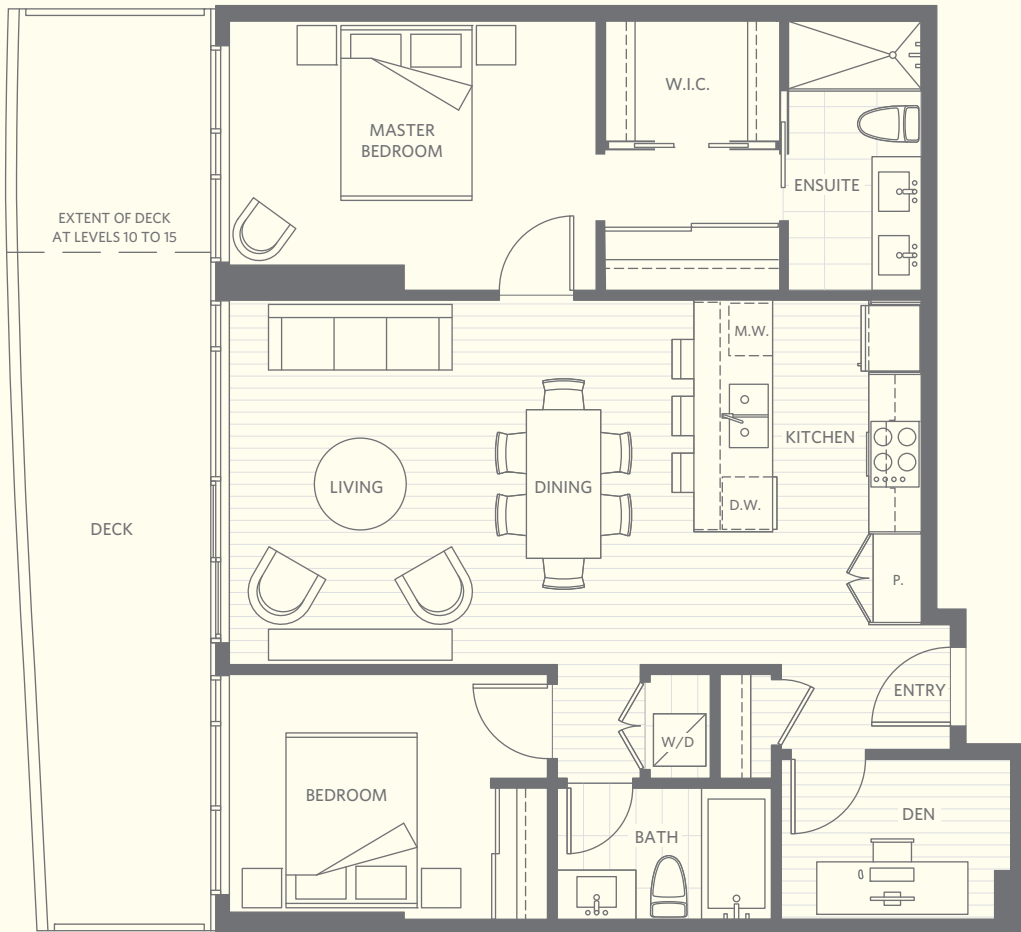 W.I.C.
MASTER
BEDROOM
ENSUITE
EXTENT OF DECK
AT LEVELS 10 TO 15
M.W.
KITCHEN
LIVING
DINING
D.W.
DECK
P.
ENTRY
W/D
BEDROOM
DEN
BATH